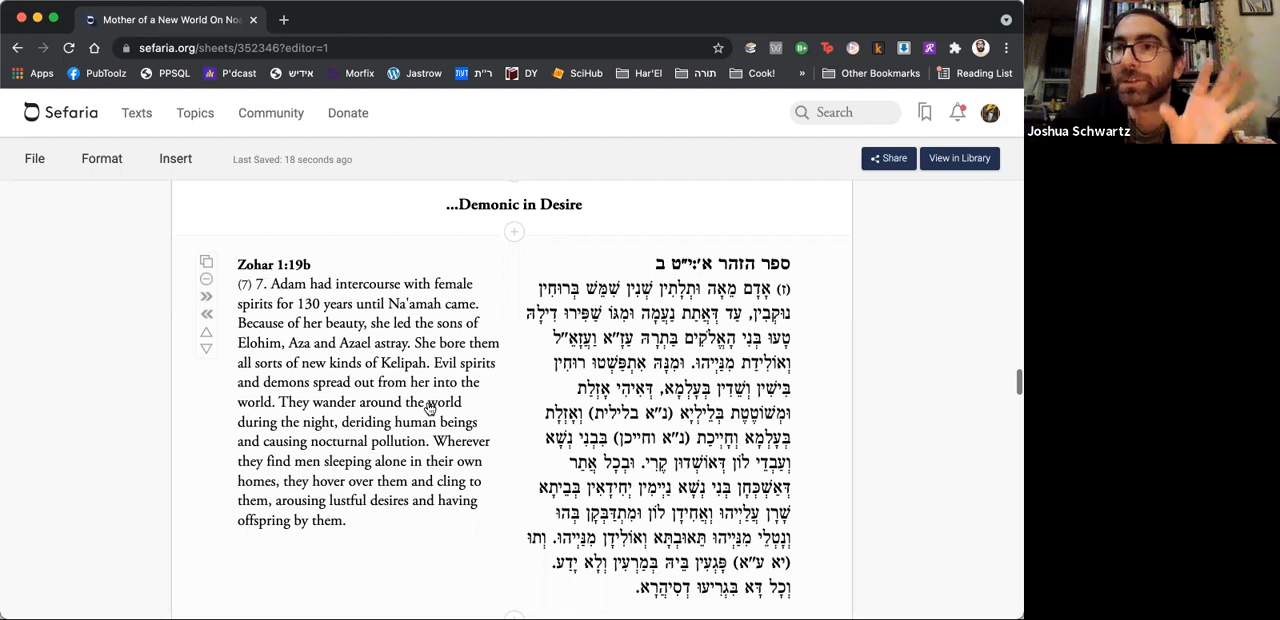 Mother of a New World On Noa
sefaria.org/sheets/352346?editor=1
Apps PubToolz PPSQL P'dcast אידיש Morfix Jastrow ר״ת DY SciHub Har'El תורה Cook! » Other Bookmarks Reading List
Sefaria Texts Topics Community Donate Search
File Format Insert Last Saved: 18 seconds ago Share View in Library
Joshua Schwartz
...Demonic in Desire
Zohar 1:19b
(7) 7. Adam had intercourse with female
spirits for 130 years until Na'amah came.
Because of her beauty, she led the sons of
Elohim, Aza and Azael astray. She bore them
all sorts of new kinds of Kelipah. Evil spirits
and demons spread out from her into the
world. They wander around the world
during the night, deriding human beings
and causing nocturnal pollution. Wherever
they find men sleeping alone in their own
homes, they hover over them and cling to
them, arousing lustful desires and having
offspring by them.
ספר הזהר א׳:י״ט ב
(ז) אָדָם מֵאָה וּתְלָתִין שְׁנִין שִׁמֵּשׁ בְּרוּחִין
נוּקְבִין, עַד דְּאֲתַת נַעֲמָה וּמִגּוֹ שַׁפִּירוּ דִילָהּ
טָעוּ בְּנֵי הָאֱלֹקִים בַּתְרָהּ עַזָ״א וַעֲזָאֵ״ל
וְאוֹלִידַת מִנַּיְיהוּ. וּמִנָּהּ אִתְפַּשְּׁטוּ רוּחִין
בִּישִׁין וְשֵׁדִין בְּעָלְמָא, דְּאִיהִי אָזְלַת
וּמְשׁוֹטֶטֶת בְּלֵילְיָא (נ״א בלילית) וְאָזְלַת
בְּעָלְמָא וְחָיְיכַת (נ״א וחייכן) בִּבְנֵי נְשָׁא
וְעַבְדֵי לוֹן דְּאוֹשְׁדוּן קֶרִי. וּבְכָל אֲתַר
דְּאַשְׁכְּחָן בְּנֵי נְשָׁא נַיְימִין יְחִידָאִין בְּבֵיתָא
שָׁרָן עֲלַיְיהוּ וְאֲחִידָן לוֹן וּמִתְדַּבְּקָן בְּהוּ
וְנָטְלֵי מִנַּיְיהוּ תֵּאוּבְתָּא וְאוֹלִידָן מִנַּיְיהוּ. וְתוּ
(יא ע״א) פָּגְעִין בֵּיהּ בְּמַרְעִין וְלָא יָדַע.
וְכָל דָּא בִּגְרִיעוּ דְסִיהֲרָא.